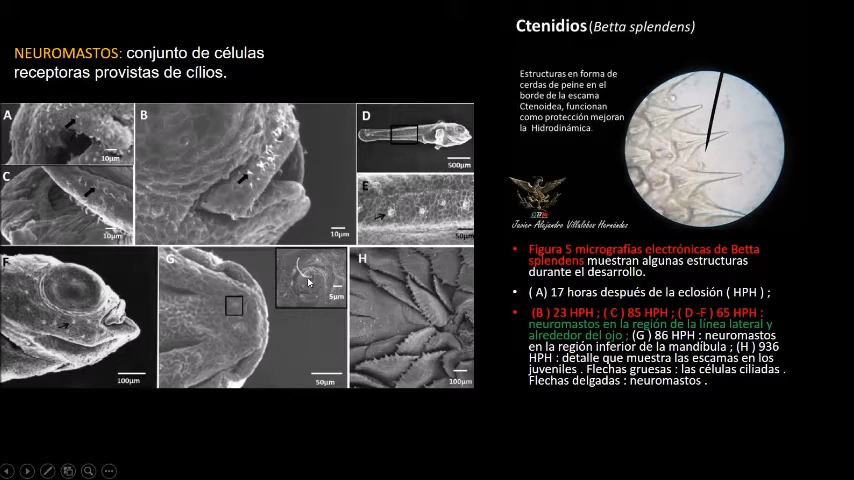 NEUROMASTOS: conjunto de células
receptoras provistas de cílios.
A
10µm
B
10µm
C
10µm
D
500µm
E
50µm
F
100µm
G
5µm
50µm
H
100µm
Ctenidios (Betta splendens)
Estructuras en forma de
cerdas de peine en el
borde de la escama
Ctenoidea, funcionan
como protección mejoran
la Hidrodinámica.
Javier Alejandro Villalobos Hernández
• Figura 5 micrografías electrónicas de Betta
splendens muestran algunas estructuras
durante el desarrollo.
• ( A) 17 horas después de la eclosión ( HPH ) ;
• (B ) 23 HPH ; ( C ) 85 HPH ; ( D -F ) 65 HPH :
neuromastos en la región de la línea lateral y
alrededor del ojo ; (G ) 86 HPH : neuromastos
en la región inferior de la mandíbula ; (H ) 936
HPH : detalle que muestra las escamas en los
juveniles . Flechas gruesas : las células ciliadas .
Flechas delgadas : neuromastos .